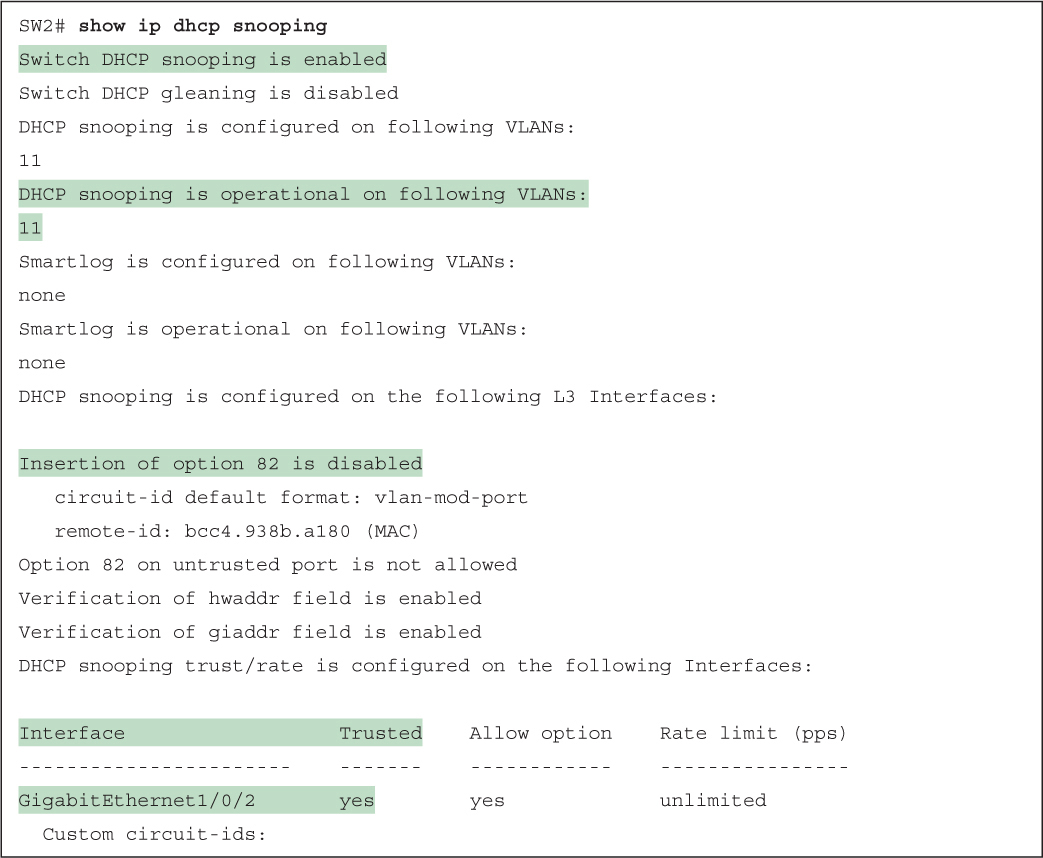 SW2# show ip dhcp snooping
Switch DHCP snooping is enabled
Switch DHCP gleaning is disabled
DHCP snooping is configured on following VLANs:
11
DHCP snooping is operational on following VLANs:
11
Smartlog is configured on following VLANs:
none
Smartlog is operational on following VLANs:
none
DHCP snooping is configured on the following L3 Interfaces:

Insertion of option 82 is disabled
   circuit-id default format: vlan-mod-port
   remote-id: bcc4.938b.a180 (MAC)
Option 82 on untrusted port is not allowed
Verification of hwaddr field is enabled
Verification of giaddr field is enabled
DHCP snooping trust/rate is configured on the following Interfaces:

Interface                  Trusted    Allow option    Rate limit (pps)
-----------------------    -------    ------------    ----------------
GigabitEthernet1/0/2       yes        yes             unlimited
  Custom circuit-ids: